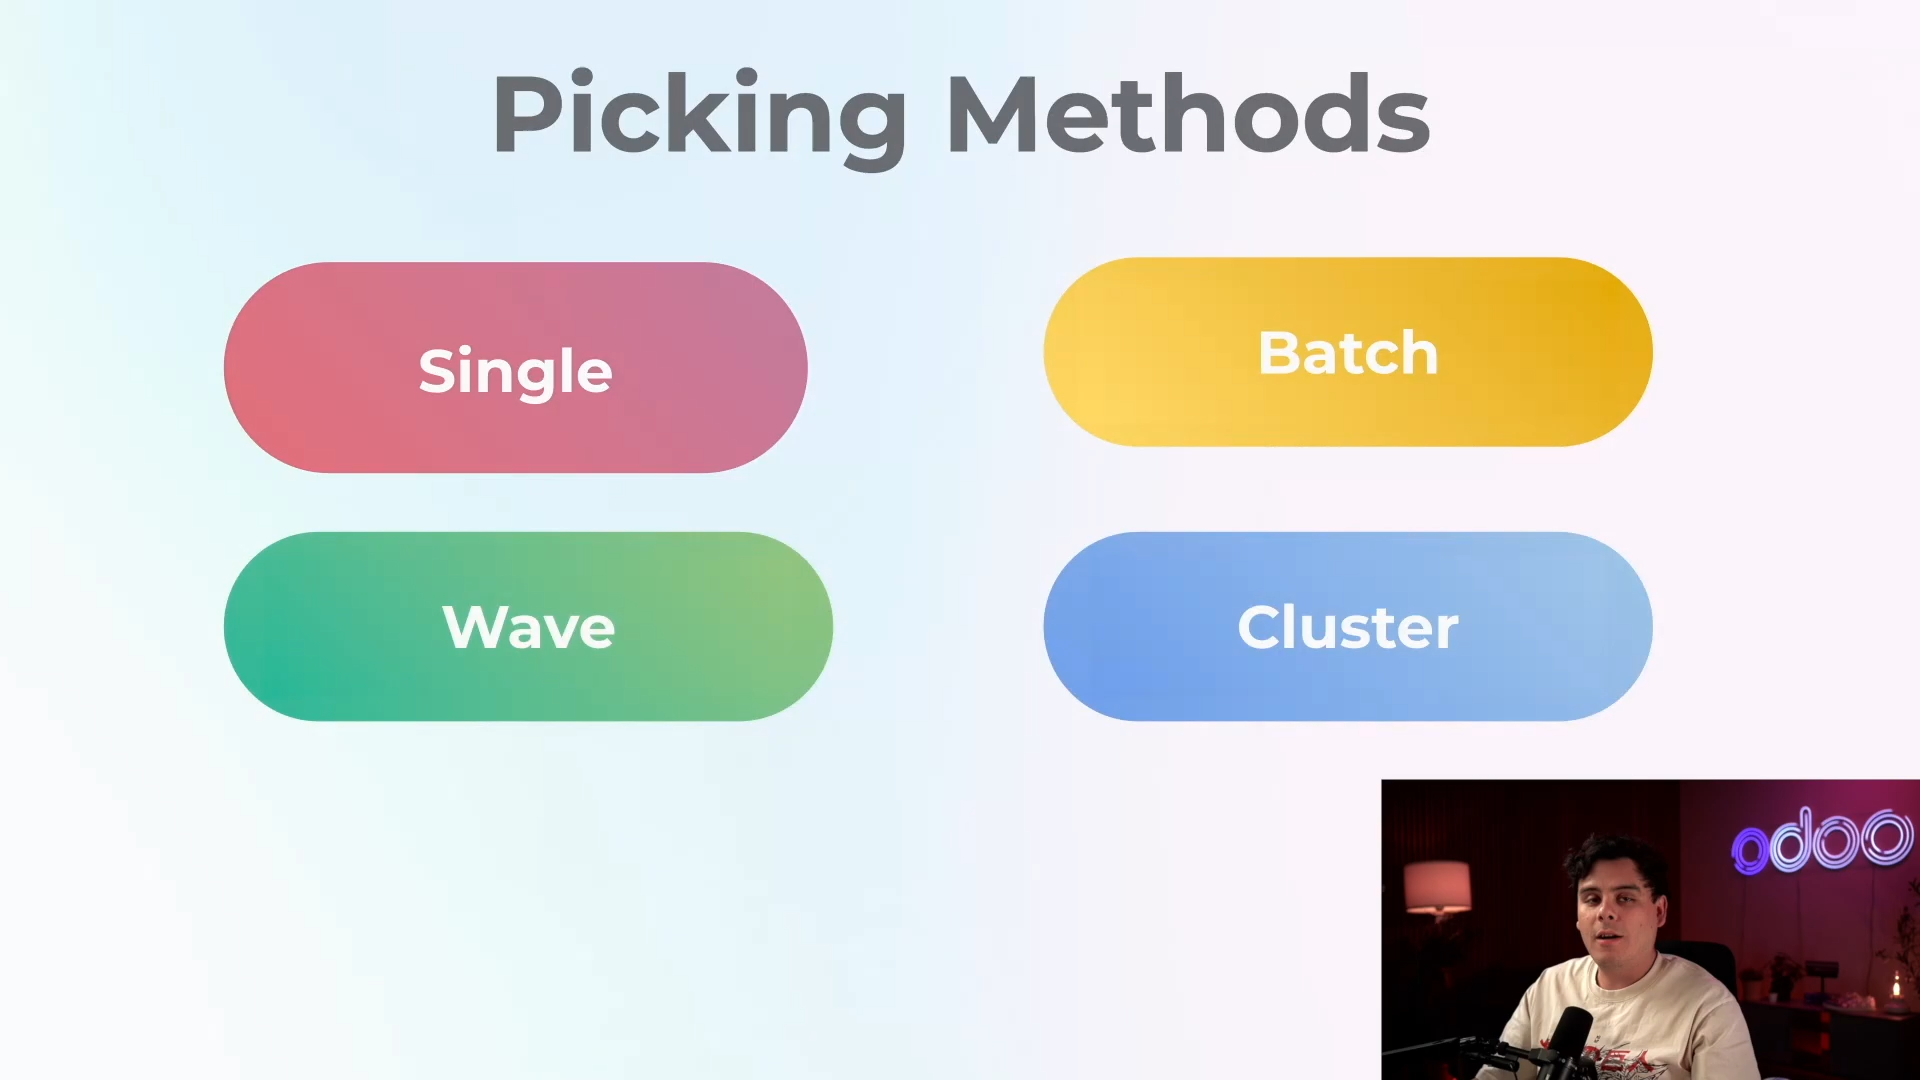 Picking Methods
Single
Batch
Wave
Cluster
odoo